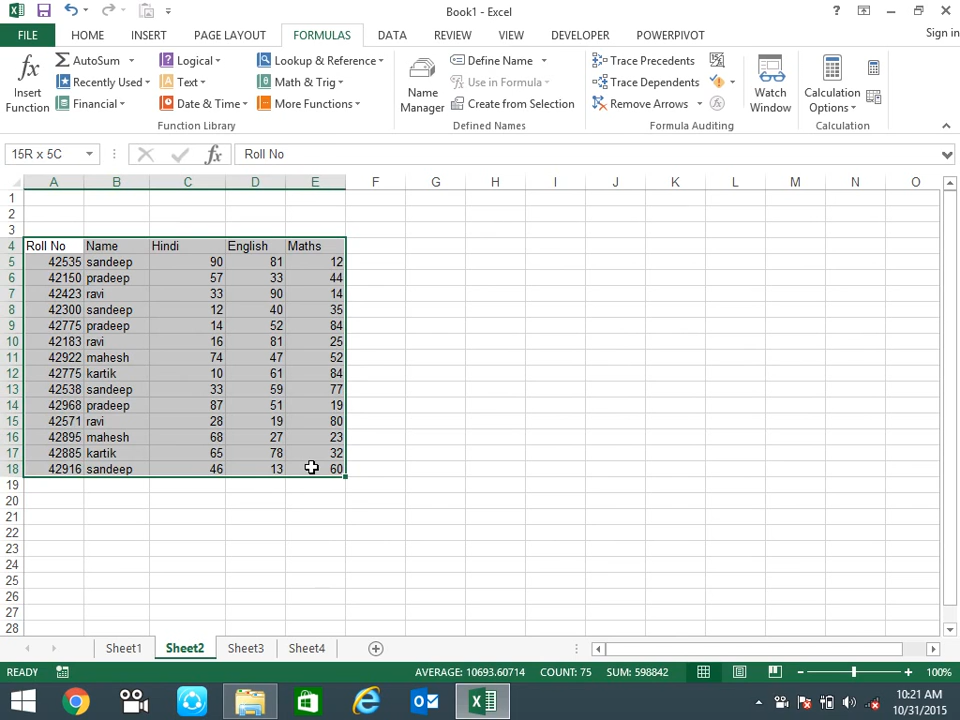 Book1 - Excel
FILE HOME INSERT PAGE LAYOUT FORMULAS DATA REVIEW VIEW DEVELOPER POWERPIVOT Sign in
Insert Function
AutoSum Logical Lookup & Reference
Recently Used Text Math & Trig
Financial Date & Time More Functions
Function Library
Name Manager
Define Name
Use in Formula
Create from Selection
Defined Names
Trace Precedents
Trace Dependents
Remove Arrows
Formula Auditing
Watch Window
Calculation Options
Calculation
15R x 5C fx Roll No
A B C D E F G H I J K L M N O
1
2
3
4 Roll No Name Hindi English Maths
5 42535 sandeep 90 81 12
6 42150 pradeep 57 33 44
7 42423 ravi 33 90 14
8 42300 sandeep 12 40 35
9 42775 pradeep 14 52 84
10 42183 ravi 16 81 25
11 42922 mahesh 74 47 52
12 42775 kartik 10 61 84
13 42538 sandeep 33 59 77
14 42968 pradeep 87 51 19
15 42571 ravi 28 19 80
16 42895 mahesh 68 27 23
17 42885 kartik 65 78 32
18 42916 sandeep 46 13 60
19
20
21
22
23
24
25
26
27
28
Sheet1 Sheet2 Sheet3 Sheet4
READY AVERAGE: 10693.60714 COUNT: 75 SUM: 598842 100%
10:21 AM
10/31/2015